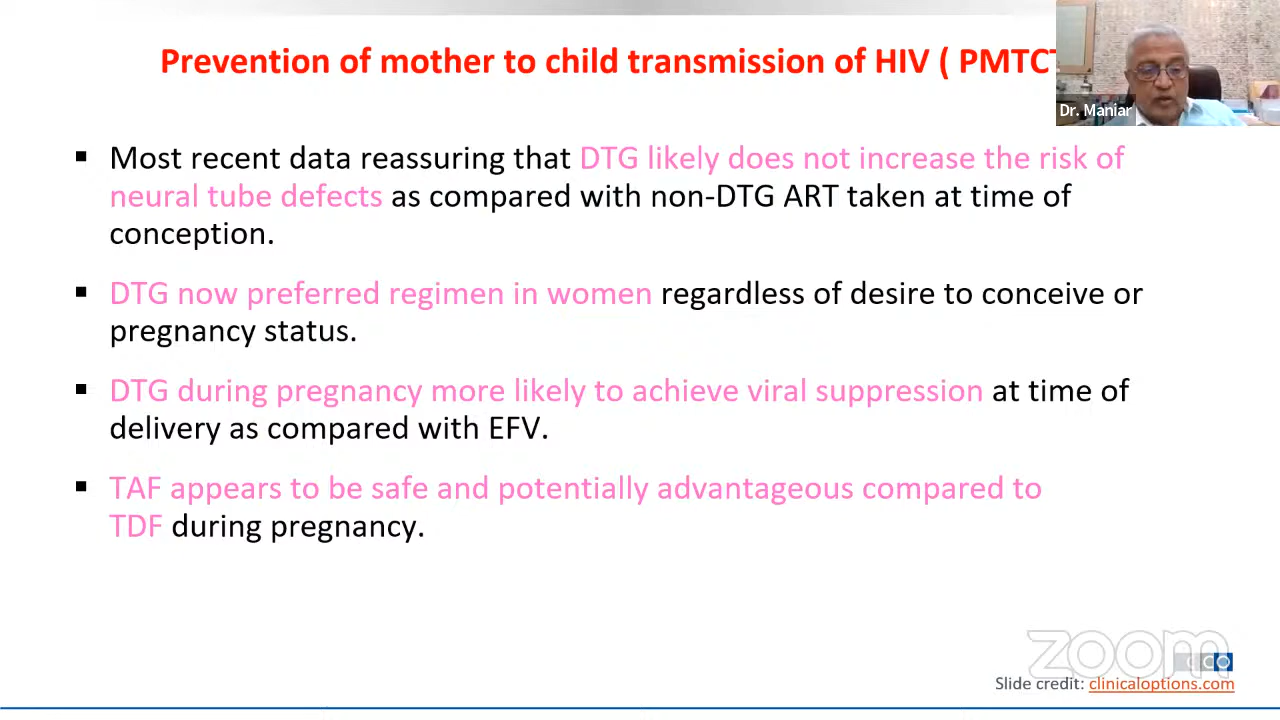 Prevention of mother to child transmission of HIV ( PMTCT
Dr. Maniar
▪ Most recent data reassuring that DTG likely does not increase the risk of
neural tube defects as compared with non-DTG ART taken at time of
conception.
▪ DTG now preferred regimen in women regardless of desire to conceive or
pregnancy status.
▪ DTG during pregnancy more likely to achieve viral suppression at time of
delivery as compared with EFV.
▪ TAF appears to be safe and potentially advantageous compared to
TDF during pregnancy.
zoom
Slide credit: clinicaloptions.com